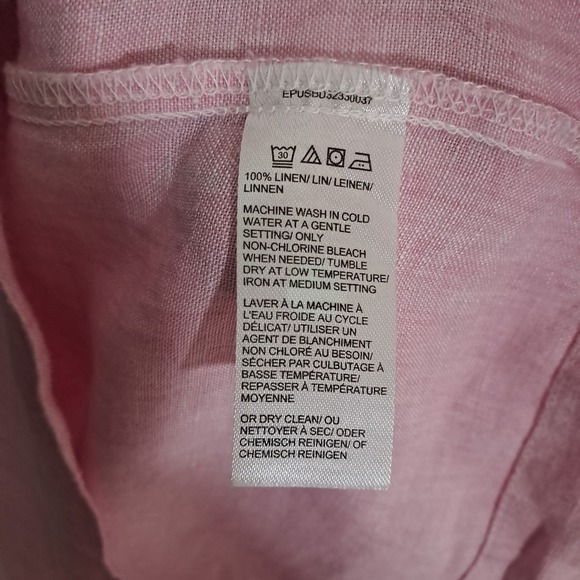 EPUSBD52330037
30
100% LINEN/ LIN/ LEINEN/
LINNEN
MACHINE WASH IN COLD
WATER AT A GENTLE
SETTING/ ONLY
NON-CHLORINE BLEACH
WHEN NEEDED/ TUMBLE
DRY AT LOW TEMPERATURE/
IRON AT MEDIUM SETTING
LAVER À LA MACHINE À
L'EAU FROIDE AU CYCLE
DÉLICAT/ UTILISER UN
AGENT DE BLANCHIMENT
NON CHLORÉ AU BESOIN/
SÉCHER PAR CULBUTAGE À
BASSE TEMPÉRATURE/
REPASSER À TEMPÉRATURE
MOYENNE
OR DRY CLEAN/ OU
NETTOYER À SEC/ ODER
CHEMISCH REINIGEN/ OF
CHEMISCH REINIGEN